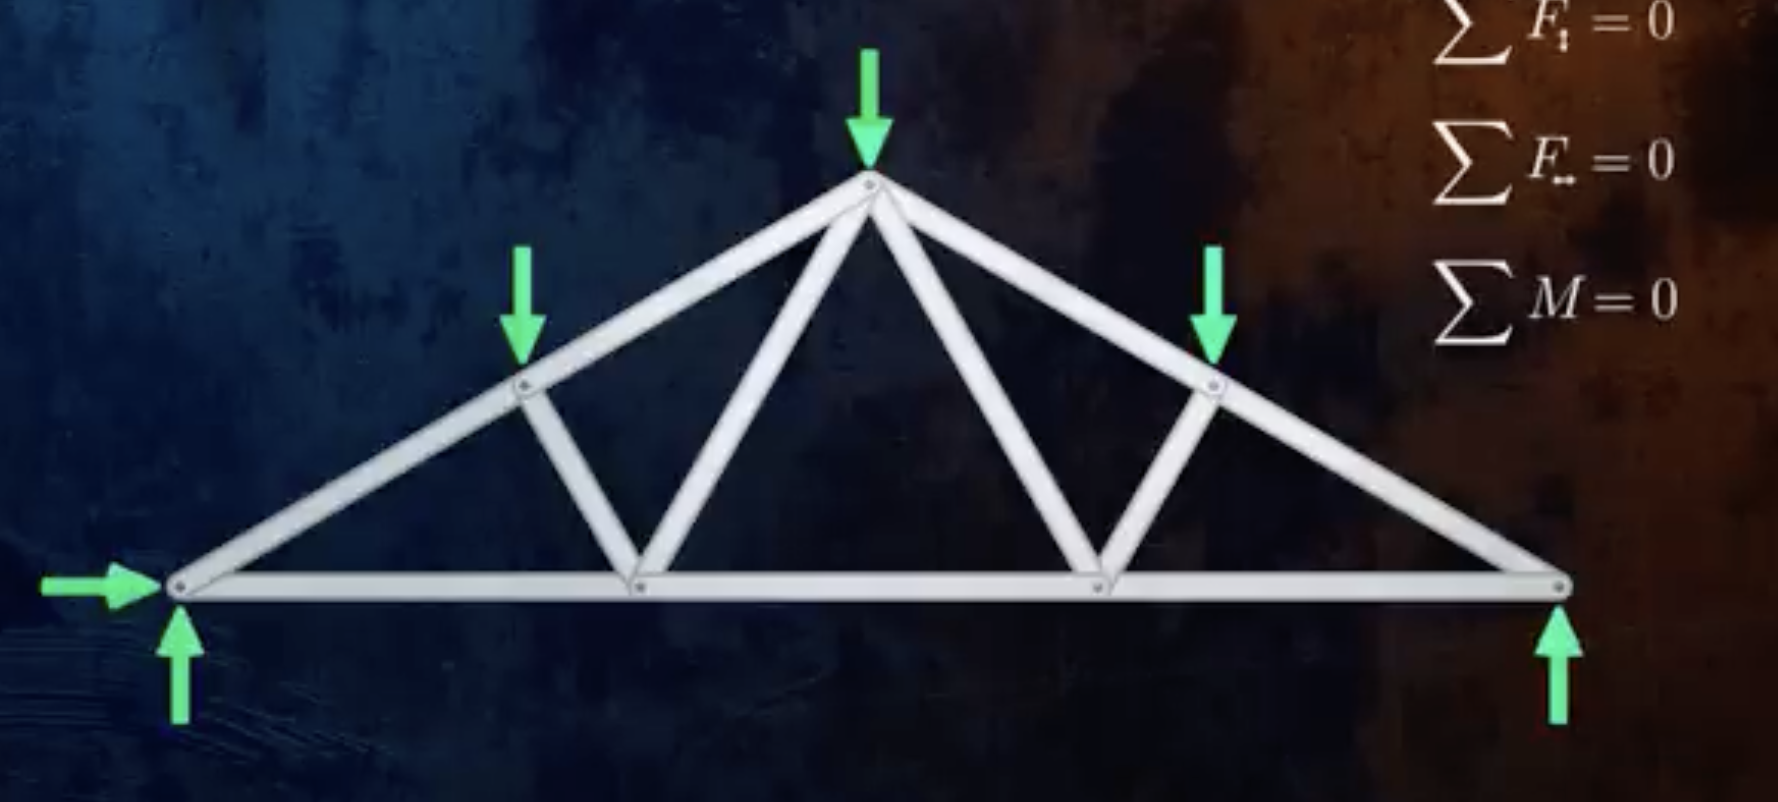 ∑ F↕ = 0
∑ F↔ = 0
∑ M = 0